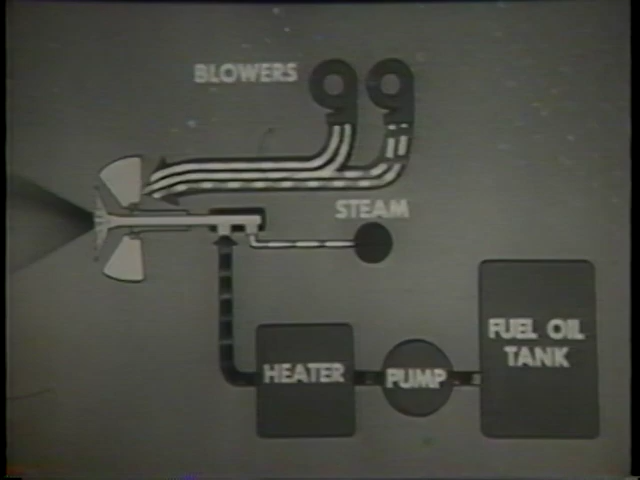 BLOWERS
STEAM
FUEL OIL
TANK
HEATER
PUMP